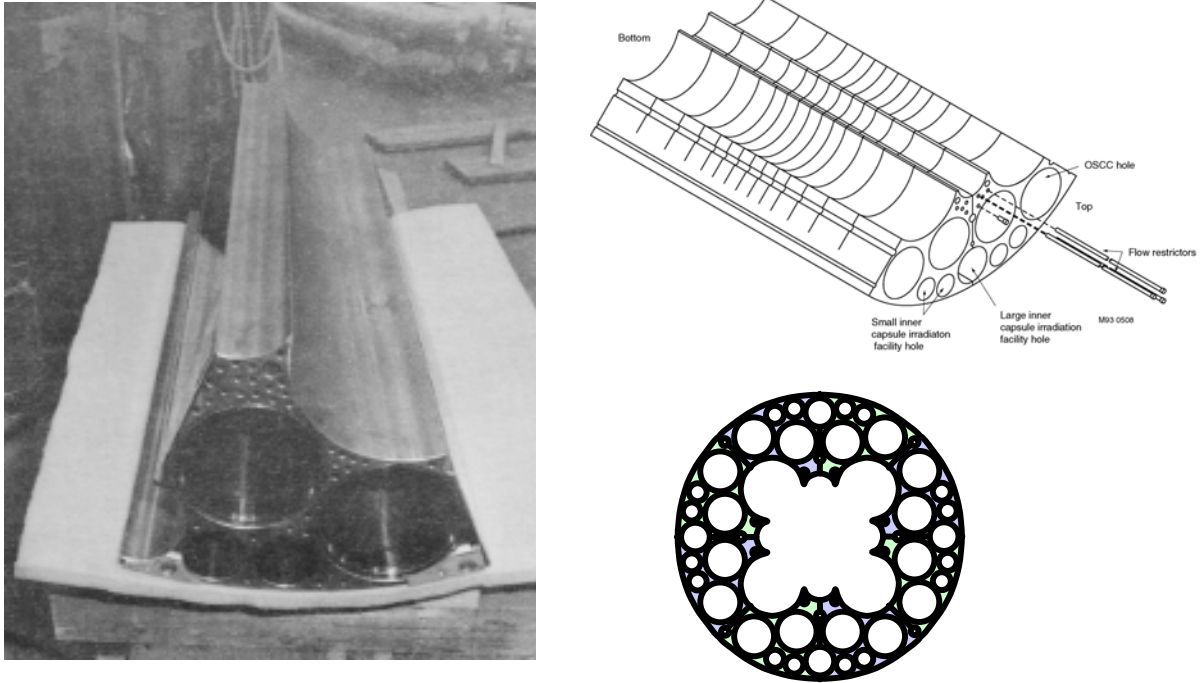 Bottom
OSCC hole
Top
Flow restrictors
M93 0508
Small inner
capsule irradiaton
facility hole
Large inner
capsule irradiation
facility hole